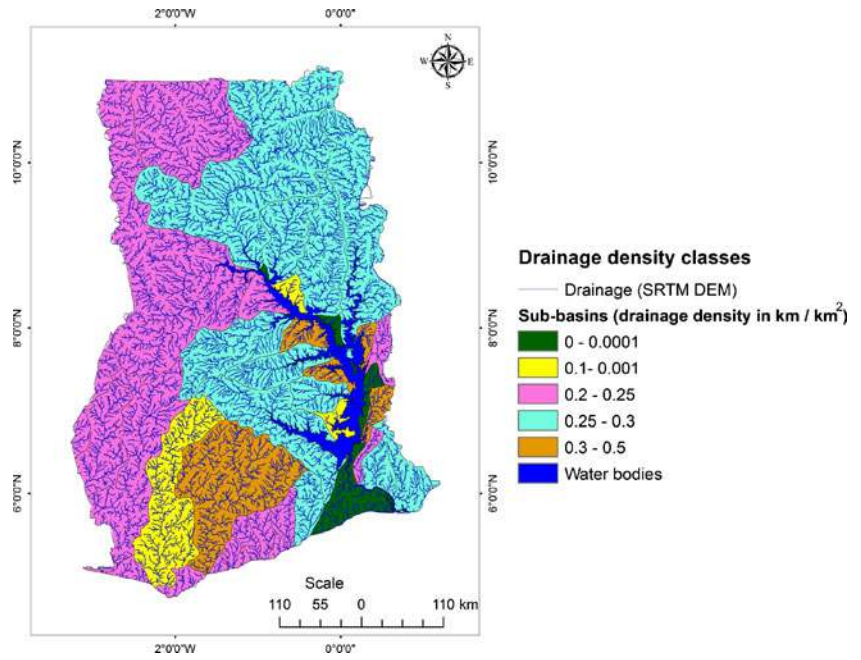 2°0'0"W 0°0'0"
N
W E
S
10°0'0"N 10°0'0"N
8°0'0"N 8°0'0"N
6°0'0"N 6°0'0"N
Drainage density classes
Drainage (SRTM DEM)
Sub-basins (drainage density in km / km²)
0 - 0.0001
0.1- 0.001
0.2 - 0.25
0.25 - 0.3
0.3 - 0.5
Water bodies
Scale
110 55 0 110 km
2°0'0"W 0°0'0"